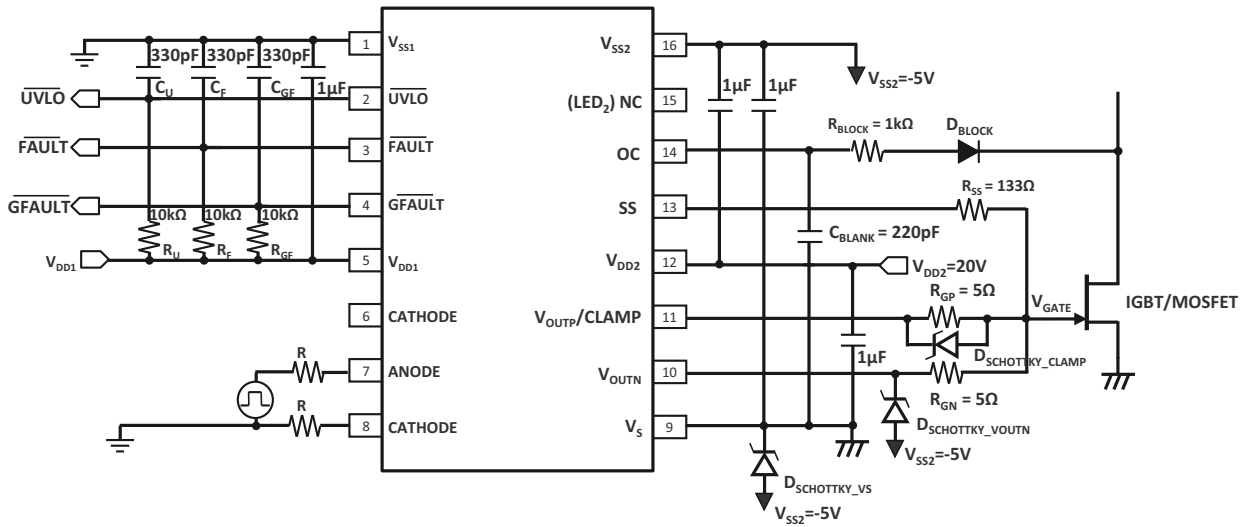 330pF 330pF 330pF
C_U C_F C_GF 1µF
UVLO
FAULT
GFAULT
10kΩ 10kΩ 10kΩ
R_U R_F R_GF
V_DD1
R
R
1 V_SS1
2 UVLO
3 FAULT
4 GFAULT
5 V_DD1
6 CATHODE
7 ANODE
8 CATHODE
V_SS2 16
(LED_2) NC 15
OC 14
SS 13
V_DD2 12
V_OUTP/CLAMP 11
V_OUTN 10
V_S 9
1µF 1µF
V_SS2=-5V
R_BLOCK = 1kΩ
D_BLOCK
R_SS = 133Ω
C_BLANK = 220pF
V_DD2=20V
R_GP = 5Ω
V_GATE
IGBT/MOSFET
D_SCHOTTKY_CLAMP
1µF
R_GN = 5Ω
D_SCHOTTKY_VOUTN
V_SS2=-5V
D_SCHOTTKY_VS
V_SS2=-5V